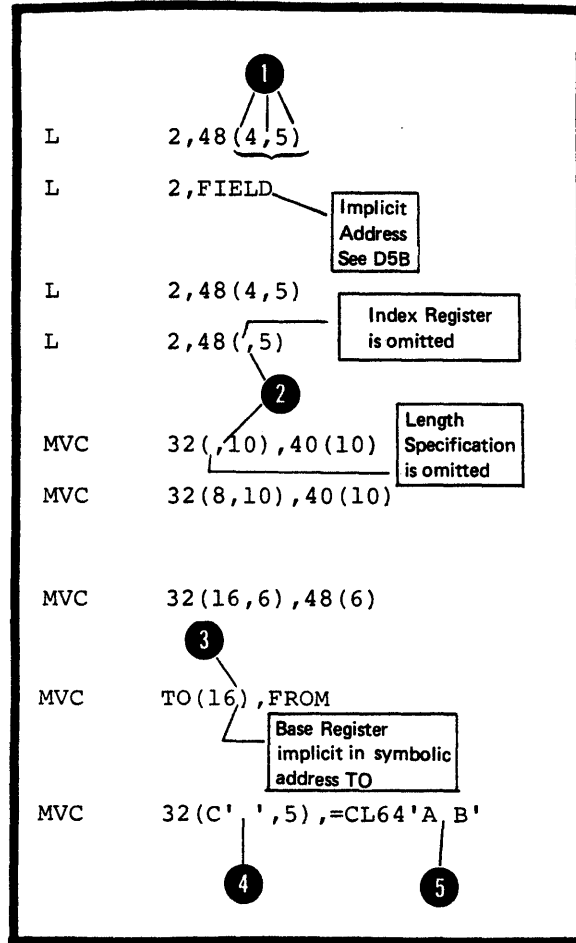 1
L 2,48(4,5)
L 2,FIELD
Implicit
Address
See D5B
L 2,48(4,5)
Index Register
is omitted
L 2,48(,5)
2
Length
Specification
is omitted
MVC 32(,10),40(10)
MVC 32(8,10),40(10)
MVC 32(16,6),48(6)
3
MVC TO(16),FROM
Base Register
implicit in symbolic
address TO
MVC 32(C',',5),=CL64'A,B'
4
5